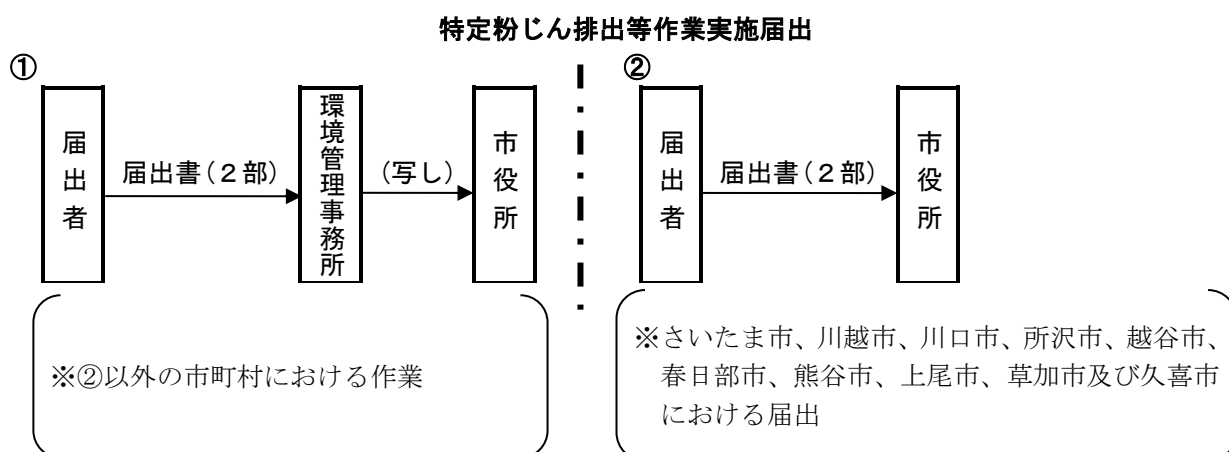 特定粉じん排出等作業実施届出
①
届出者
届出書(２部)
環境管理事務所
(写し)
市役所
※②以外の市町村における作業
②
届出者
届出書(２部)
市役所
※さいたま市、川越市、川口市、所沢市、越谷市、
春日部市、熊谷市、上尾市、草加市及び久喜市
における届出